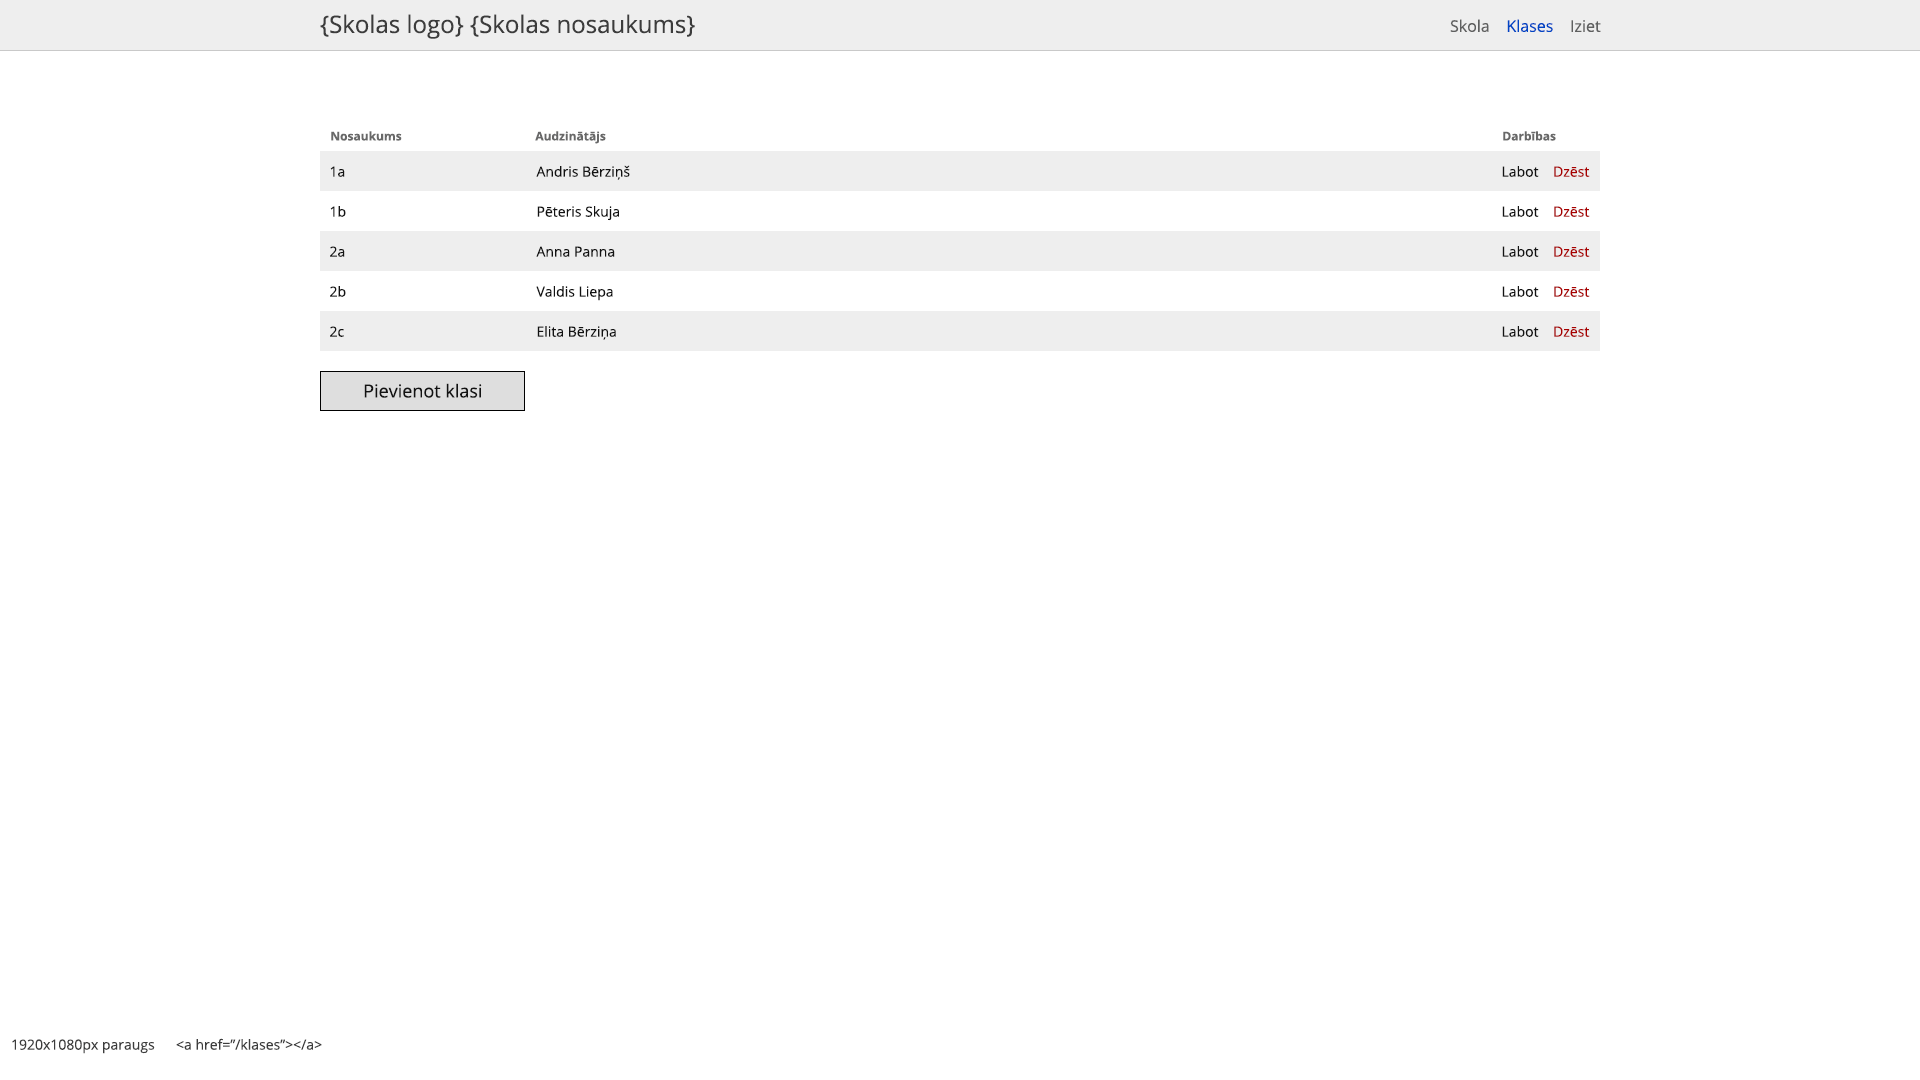 {Skolas logo} {Skolas nosaukums} Skola Klases Iziet
Nosaukums Audzinātājs Darbības
1a Andris Bērziņš Labot Dzēst
1b Pēteris Skuja Labot Dzēst
2a Anna Panna Labot Dzēst
2b Valdis Liepa Labot Dzēst
2c Elita Bērziņa Labot Dzēst
Pievienot klasi
1920x1080px paraugs <a href=”/klases”></a>